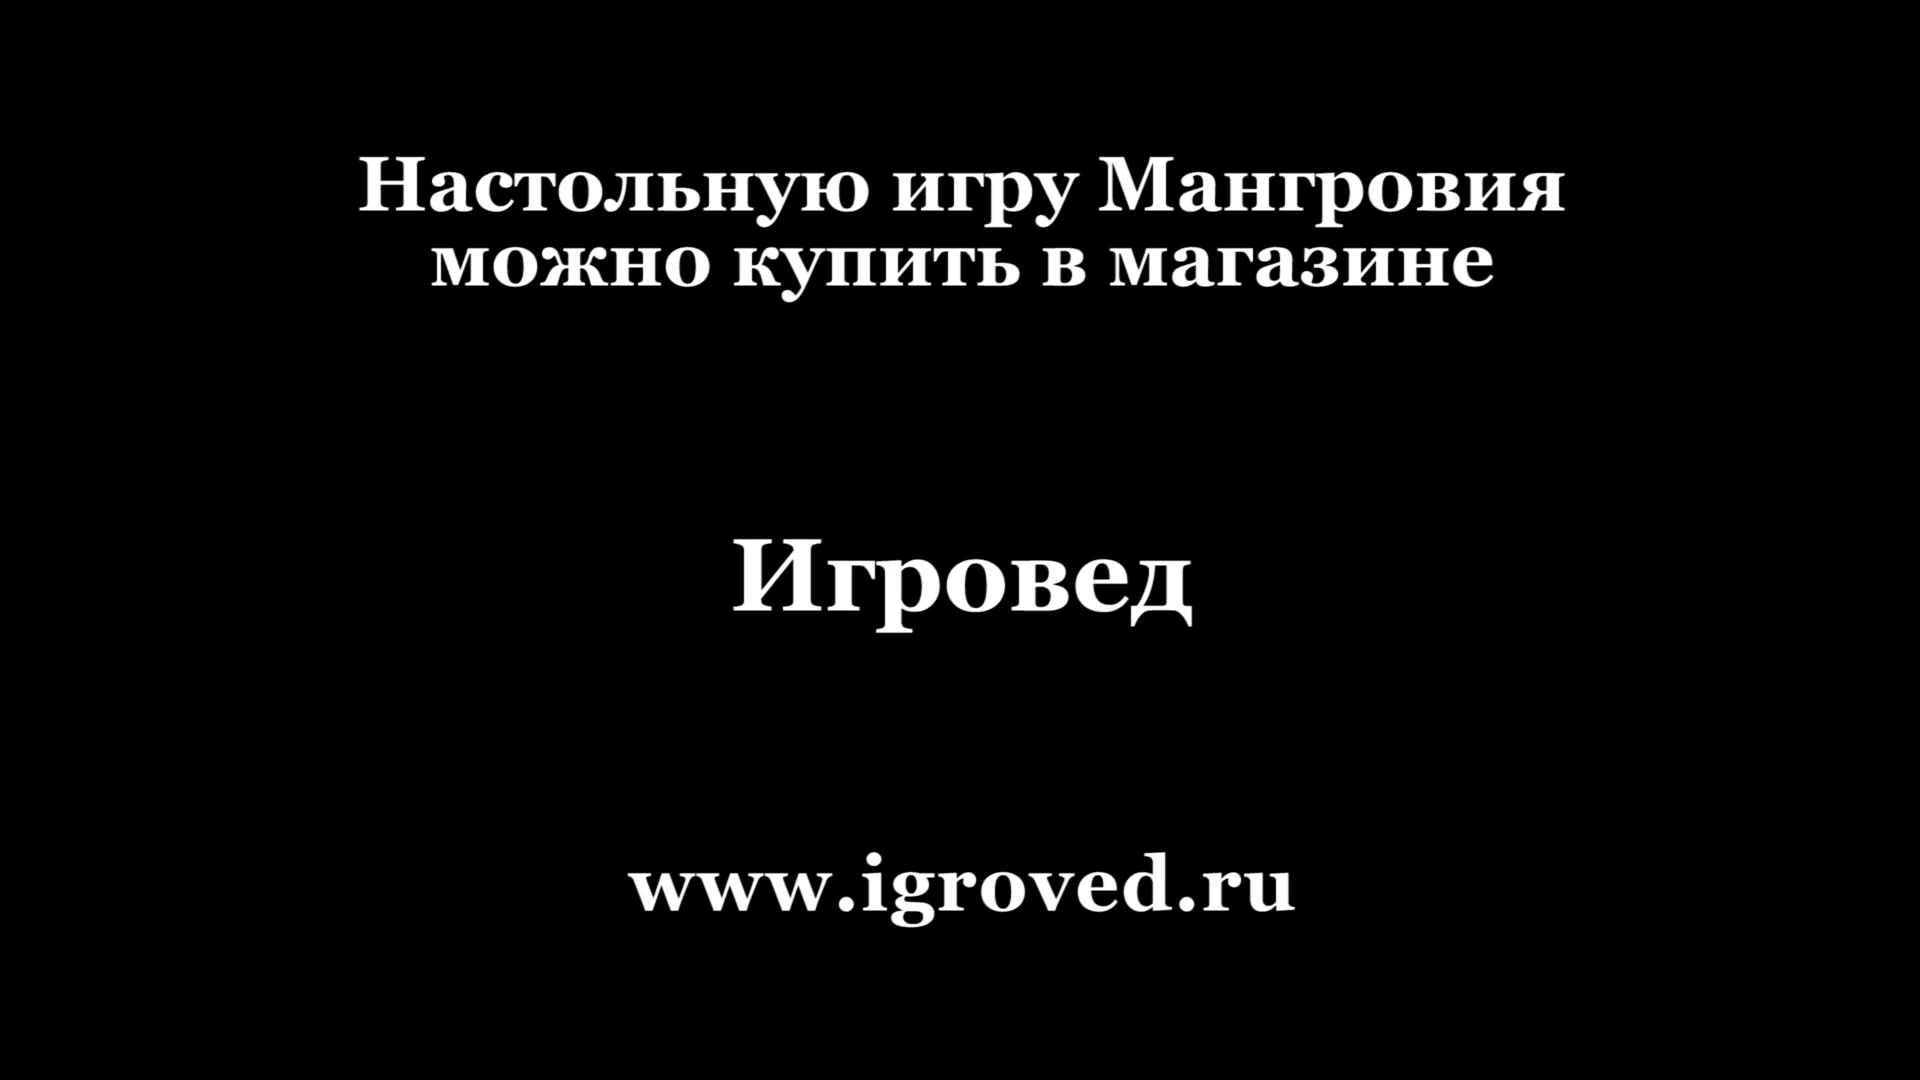 Настольную игру Мангровия
можно купить в магазине
Игровед
www.igroved.ru